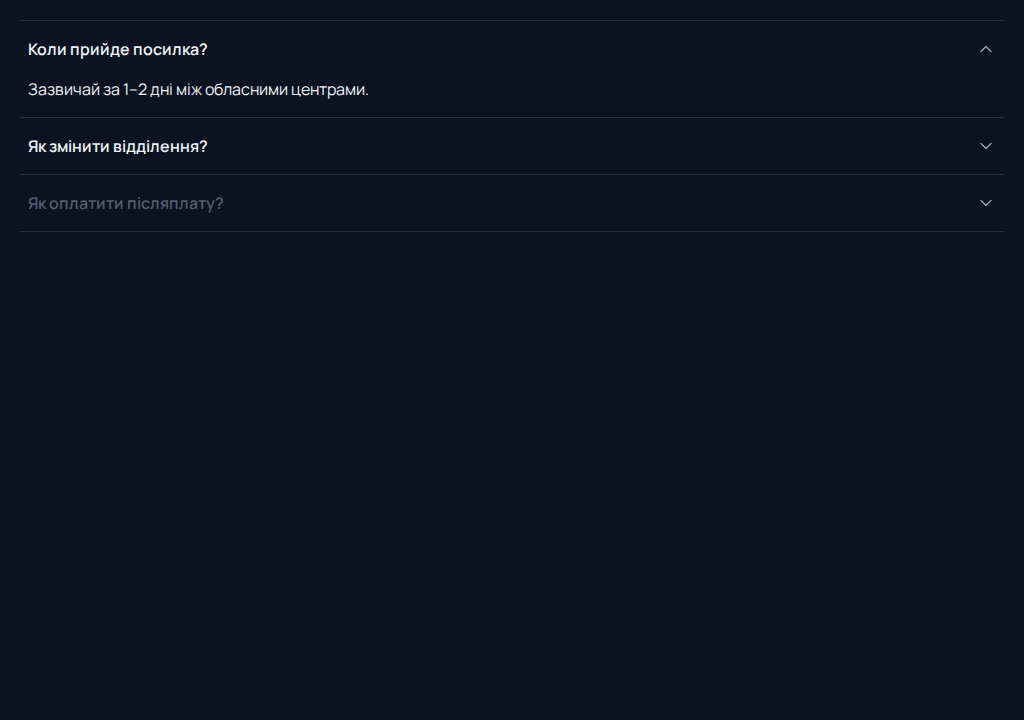 Коли прийде посилка?
Зазвичай за 1–2 дні між обласними центрами.
Як змінити відділення?
Як оплатити післяплату?